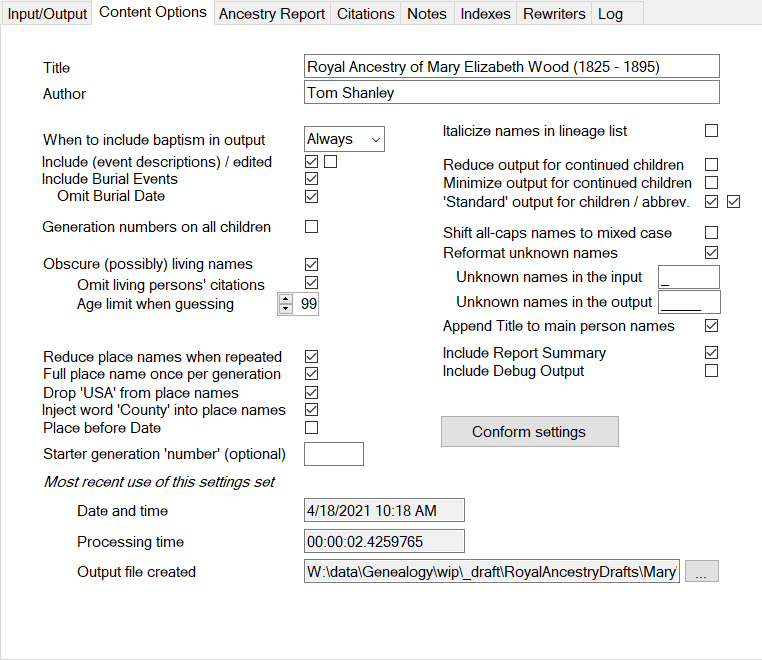 Input/Output Content Options Ancestry Report Citations Notes Indexes Rewriters Log
Title Royal Ancestry of Mary Elizabeth Wood (1825 - 1895)
Author Tom Shanley
When to include baptism in output Always
Include (event descriptions) / edited
Include Burial Events
Omit Burial Date
Generation numbers on all children
Obscure (possibly) living names
Omit living persons' citations
Age limit when guessing 99
Reduce place names when repeated
Full place name once per generation
Drop 'USA' from place names
Inject word 'County' into place names
Place before Date
Starter generation 'number' (optional)
Italicize names in lineage list
Reduce output for continued children
Minimize output for continued children
'Standard' output for children / abbrev.
Shift all-caps names to mixed case
Reformat unknown names
Unknown names in the input _
Unknown names in the output _____
Append Title to main person names
Include Report Summary
Include Debug Output
Conform settings
Most recent use of this settings set
Date and time 4/18/2021 10:18 AM
Processing time 00:00:02.4259765
Output file created W:\data\Genealogy\wip\_draft\RoyalAncestryDrafts\Mary ...